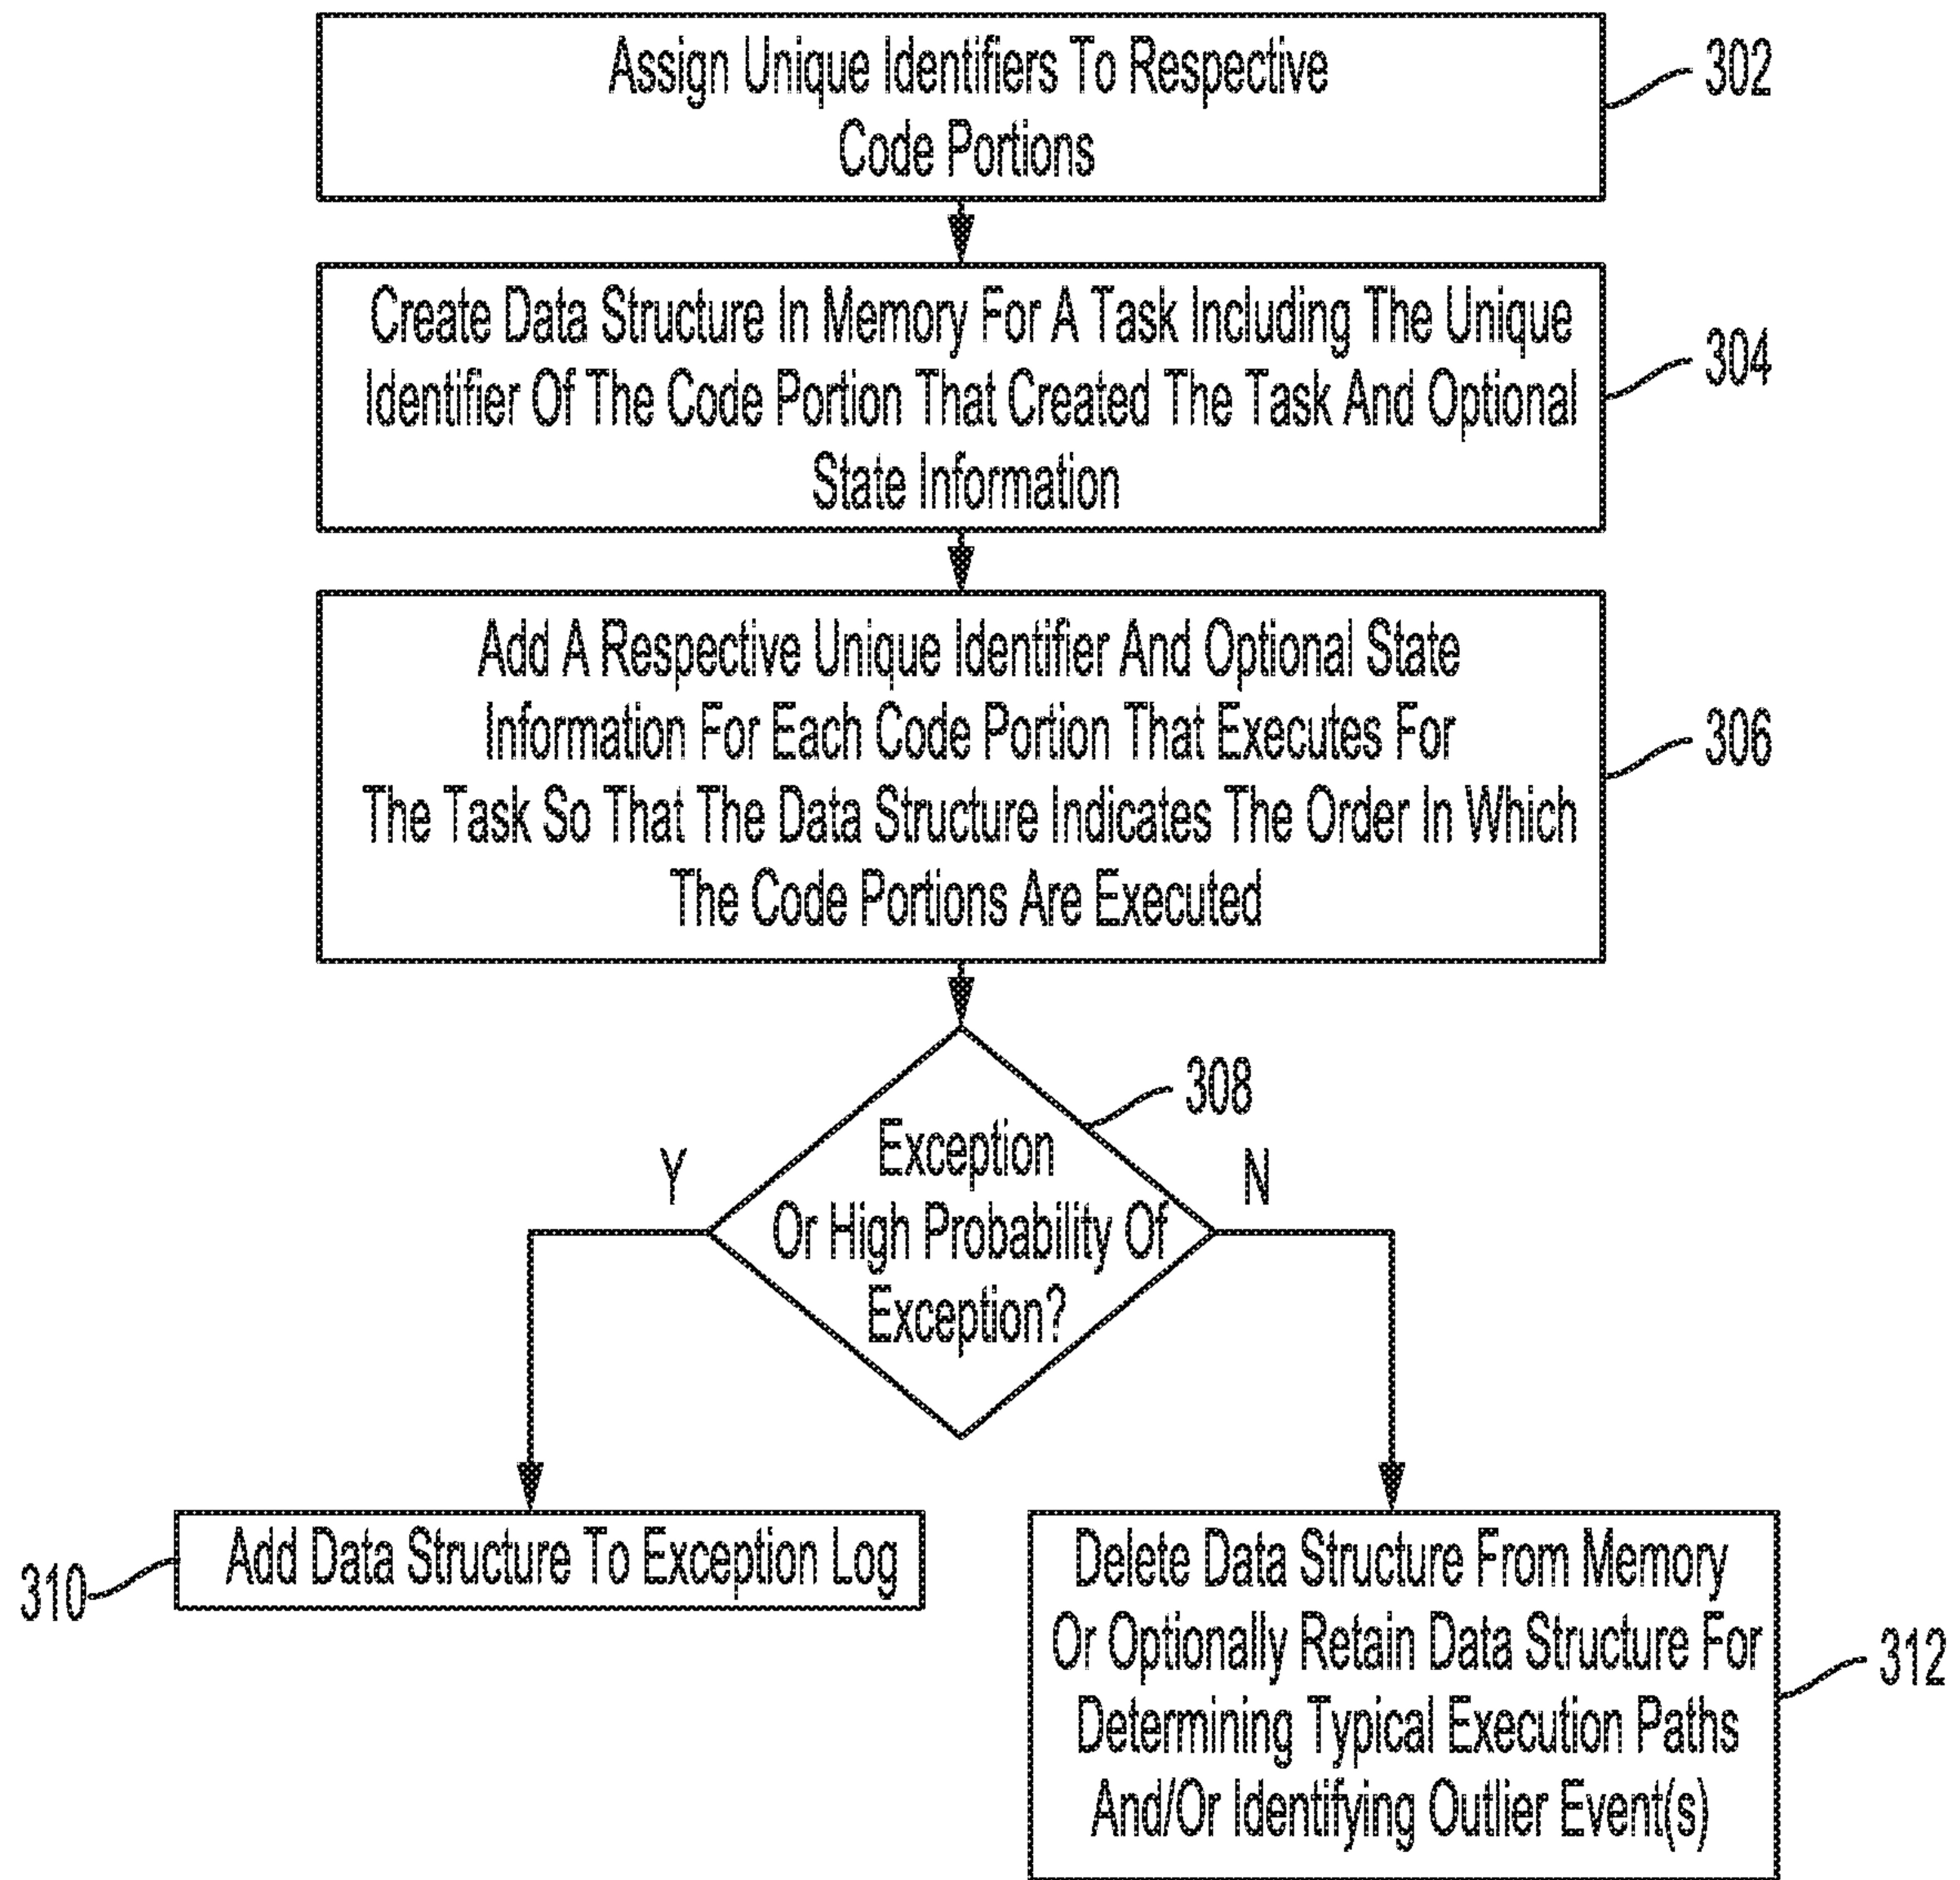 Assign Unique Identifiers To Respective
Code Portions
302
Create Data Structure In Memory For A Task Including The Unique
Identifier Of The Code Portion That Created The Task And Optional
State Information
304
Add A Respective Unique Identifier And Optional State
Information For Each Code Portion That Executes For
The Task So That The Data Structure Indicates The Order In Which
The Code Portions Are Executed
306
308
Y
Exception
Or High Probability Of
Exception?
N
310
Add Data Structure To Exception Log
Delete Data Structure From Memory
Or Optionally Retain Data Structure For
Determining Typical Execution Paths
And/Or Identifying Outlier Event(s)
312